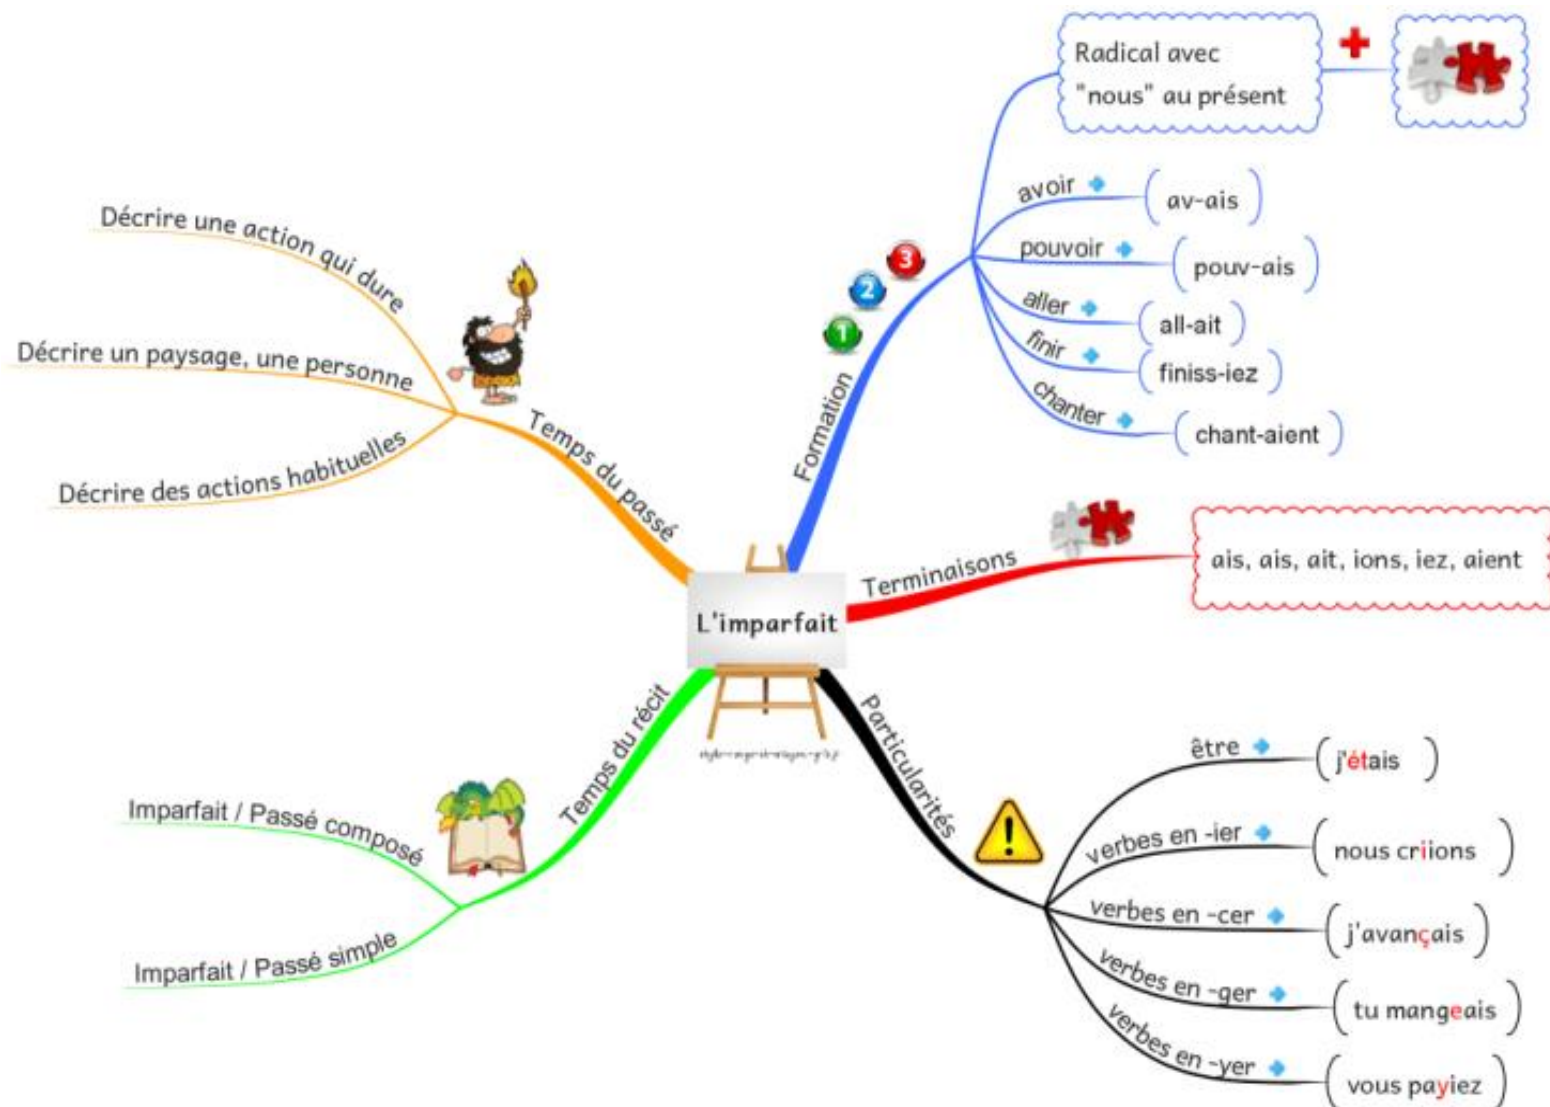 L'imparfait
Formation
1
2
3
Radical avec
"nous" au présent
avoir
av-ais
pouvoir
pouv-ais
aller
all-ait
finir
finiss-iez
chanter
chant-aient
Terminaisons
ais, ais, ait, ions, iez, aient
Particularités
être
j'étais
verbes en -ier
nous criions
verbes en -cer
j'avançais
verbes en -ger
tu mangeais
verbes en -yer
vous payiez
Temps du récit
Imparfait / Passé composé
Imparfait / Passé simple
Temps du passé
Décrire une action qui dure
Décrire un paysage, une personne
Décrire des actions habituelles